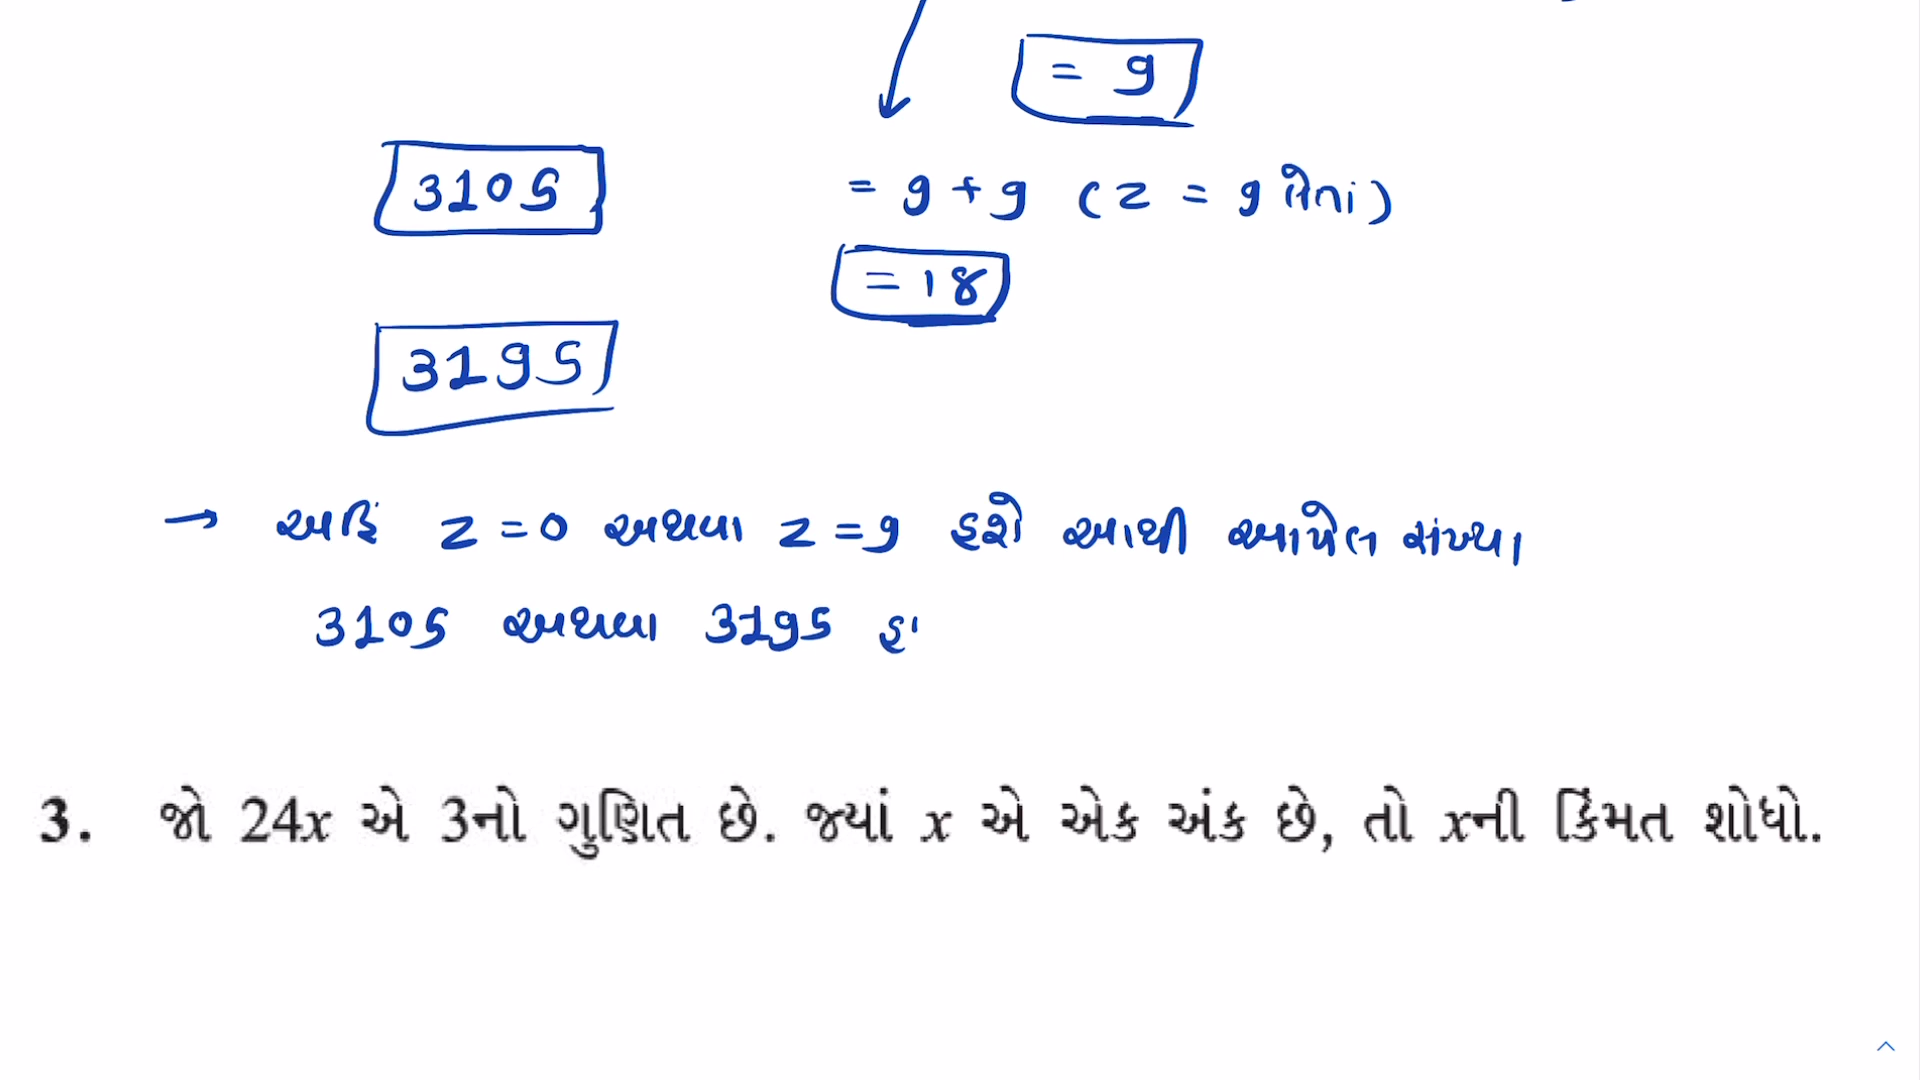 = 9
3105
= 9 + 9 ( z = 9 લેતાં )
= 18
3195
→ અહિં z = 0 અથવા z = 9 હશે આથી આપેલ સંખ્યા
3105 અથવા 3195 હ
3. જો 24x એ 3નો ગુણિત છે. જ્યાં x એ એક અંક છે, તો xની કિંમત શોધો.